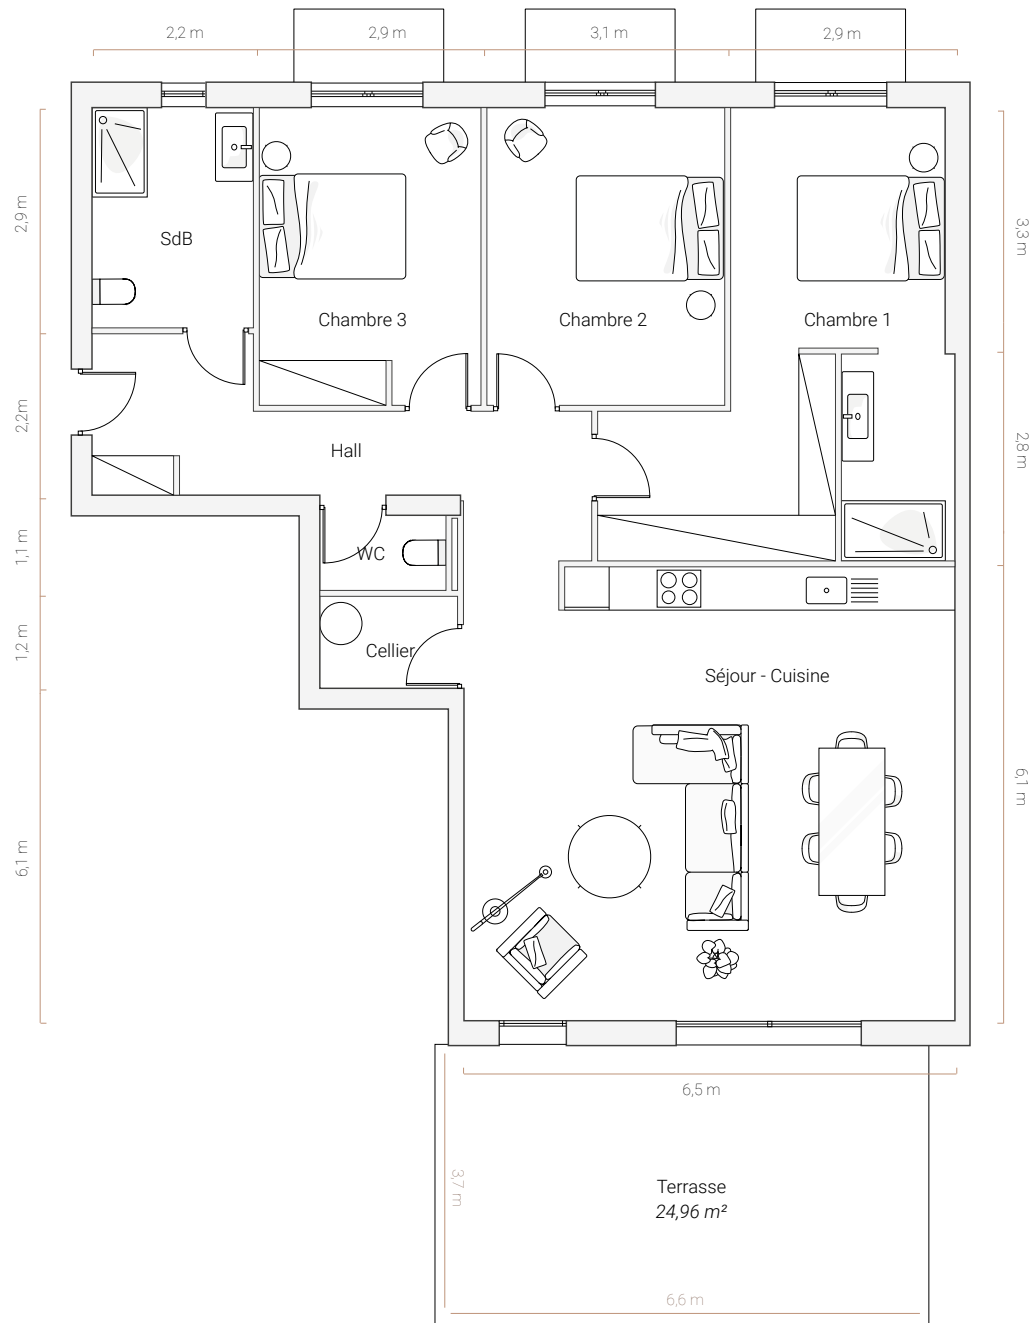 2,2 m
2,9 m
3,1 m
2,9 m
2,9 m
SdB
3,3 m
Chambre 3
Chambre 2
Chambre 1
2,2m
Hall
2,8 m
1,1 m
WC
1,2 m
Cellier
Séjour - Cuisine
6,1 m
6,1 m
6,5 m
3,7 m
Terrasse
24,96 m²
6,6 m